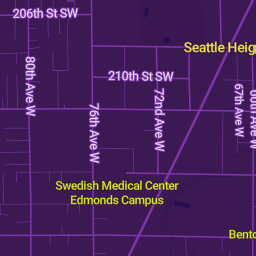 206th St SW
Seattle Heig
210th St SW
80th Ave W
76th Ave W
72nd Ave W
67th Ave W
Swedish Medical Center
Edmonds Campus
Bento